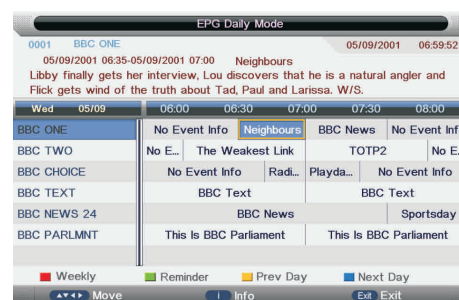 EPG Daily Mode
0001 BBC ONE 05/09/2001 06:59:52
05/09/2001 06:35-05/09/2001 07:00 Neighbours
Libby finally gets her interview, Lou discovers that he is a natural angler and
Flick gets wind of the truth about Tad, Paul and Larissa. W/S.
Wed 05/09 06:00 06:30 07:00 07:30 08:00
BBC ONE No Event Info Neighbours BBC News No Event Inf
BBC TWO No E... The Weakest Link TOTP2 No E.
BBC CHOICE No Event Info Radi... Playda... No Event Info
BBC TEXT BBC Text BBC Text
BBC NEWS 24 BBC News Sportsday
BBC PARLMNT This Is BBC Parliament This Is BBC Parliament
Weekly Reminder Prev Day Next Day
Move i Info Exit Exit